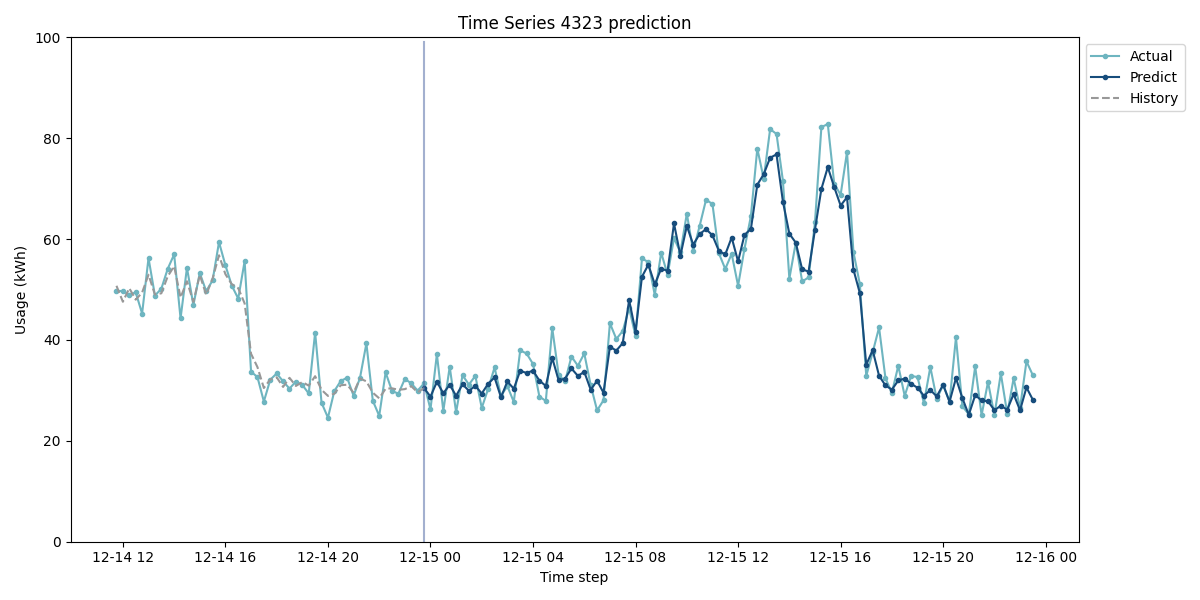 Time Series 4323 prediction
100
80
60
40
20
0
Usage (kWh)
12-14 12
12-14 16
12-14 20
12-15 00
12-15 04
12-15 08
12-15 12
12-15 16
12-15 20
12-16 00
Time step
Actual
Predict
History